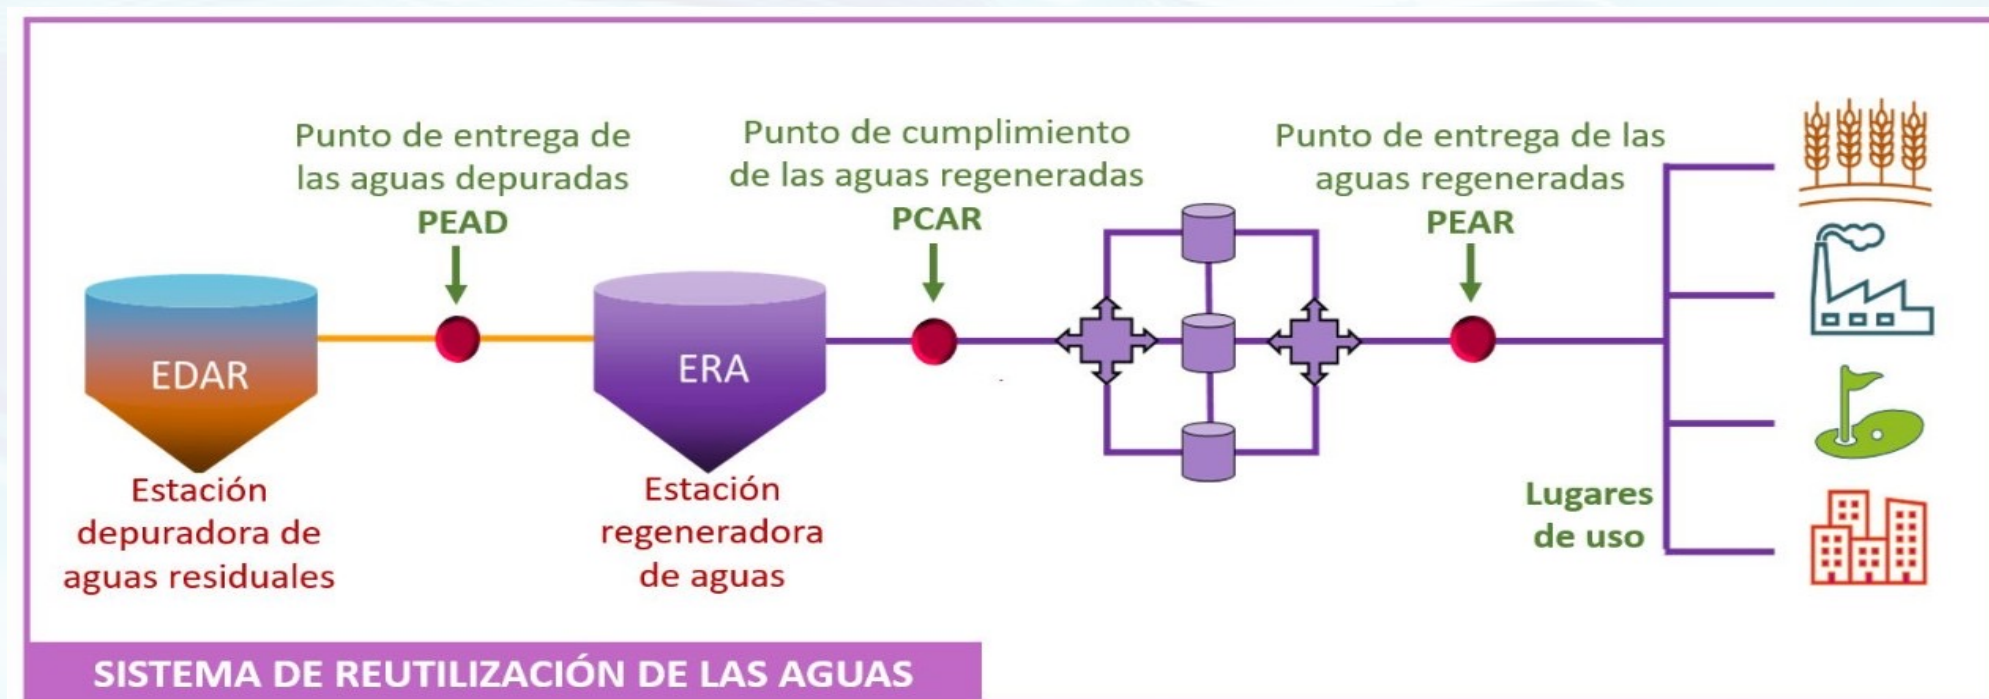 Punto de entrega de
las aguas depuradas
PEAD
Punto de cumplimiento
de las aguas regeneradas
PCAR
Punto de entrega de las
aguas regeneradas
PEAR
EDAR
ERA
Estación
depuradora de
aguas residuales
Estación
regeneradora
de aguas
Lugares
de uso
SISTEMA DE REUTILIZACIÓN DE LAS AGUAS